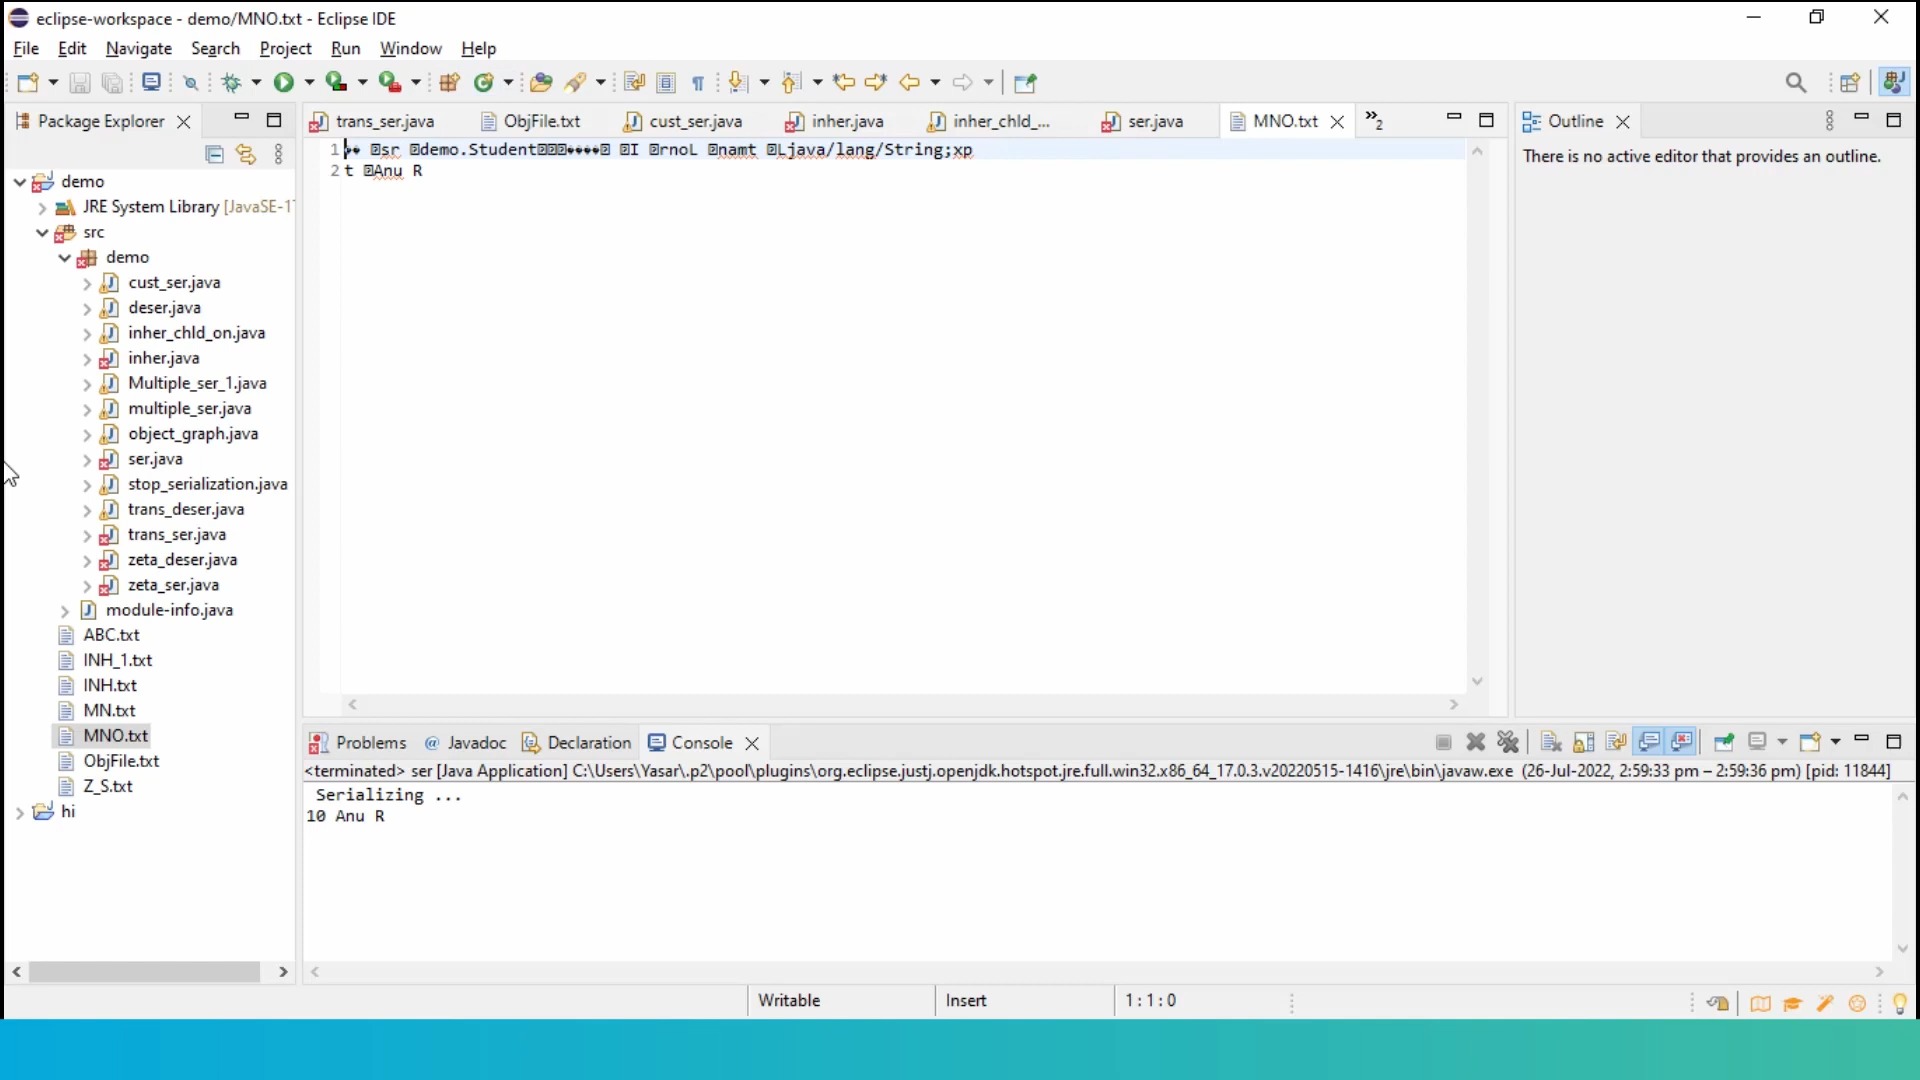 eclipse-workspace - demo/MNO.txt - Eclipse IDE
File Edit Navigate Search Project Run Window Help
Package Explorer
trans_ser.java ObjFile.txt cust_ser.java inher.java inher_chld_... ser.java MNO.txt »2
Outline
1 sr demo.Student I rnoL namt Ljava/lang/String;xp
2 t Anu R
There is no active editor that provides an outline.
demo
JRE System Library [JavaSE-1
src
demo
cust_ser.java
deser.java
inher_chld_on.java
inher.java
Multiple_ser_1.java
multiple_ser.java
object_graph.java
ser.java
stop_serialization.java
trans_deser.java
trans_ser.java
zeta_deser.java
zeta_ser.java
module-info.java
ABC.txt
INH_1.txt
INH.txt
MN.txt
MNO.txt
ObjFile.txt
Z_S.txt
hi
Problems @ Javadoc Declaration Console
<terminated> ser [Java Application] C:\Users\Yasar\.p2\pool\plugins\org.eclipse.justj.openjdk.hotspot.jre.full.win32.x86_64_17.0.3.v20220515-1416\jre\bin\javaw.exe (26-Jul-2022, 2:59:33 pm – 2:59:36 pm) [pid: 11844]
Serializing ...
10 Anu R
Writable Insert 1 : 1 : 0